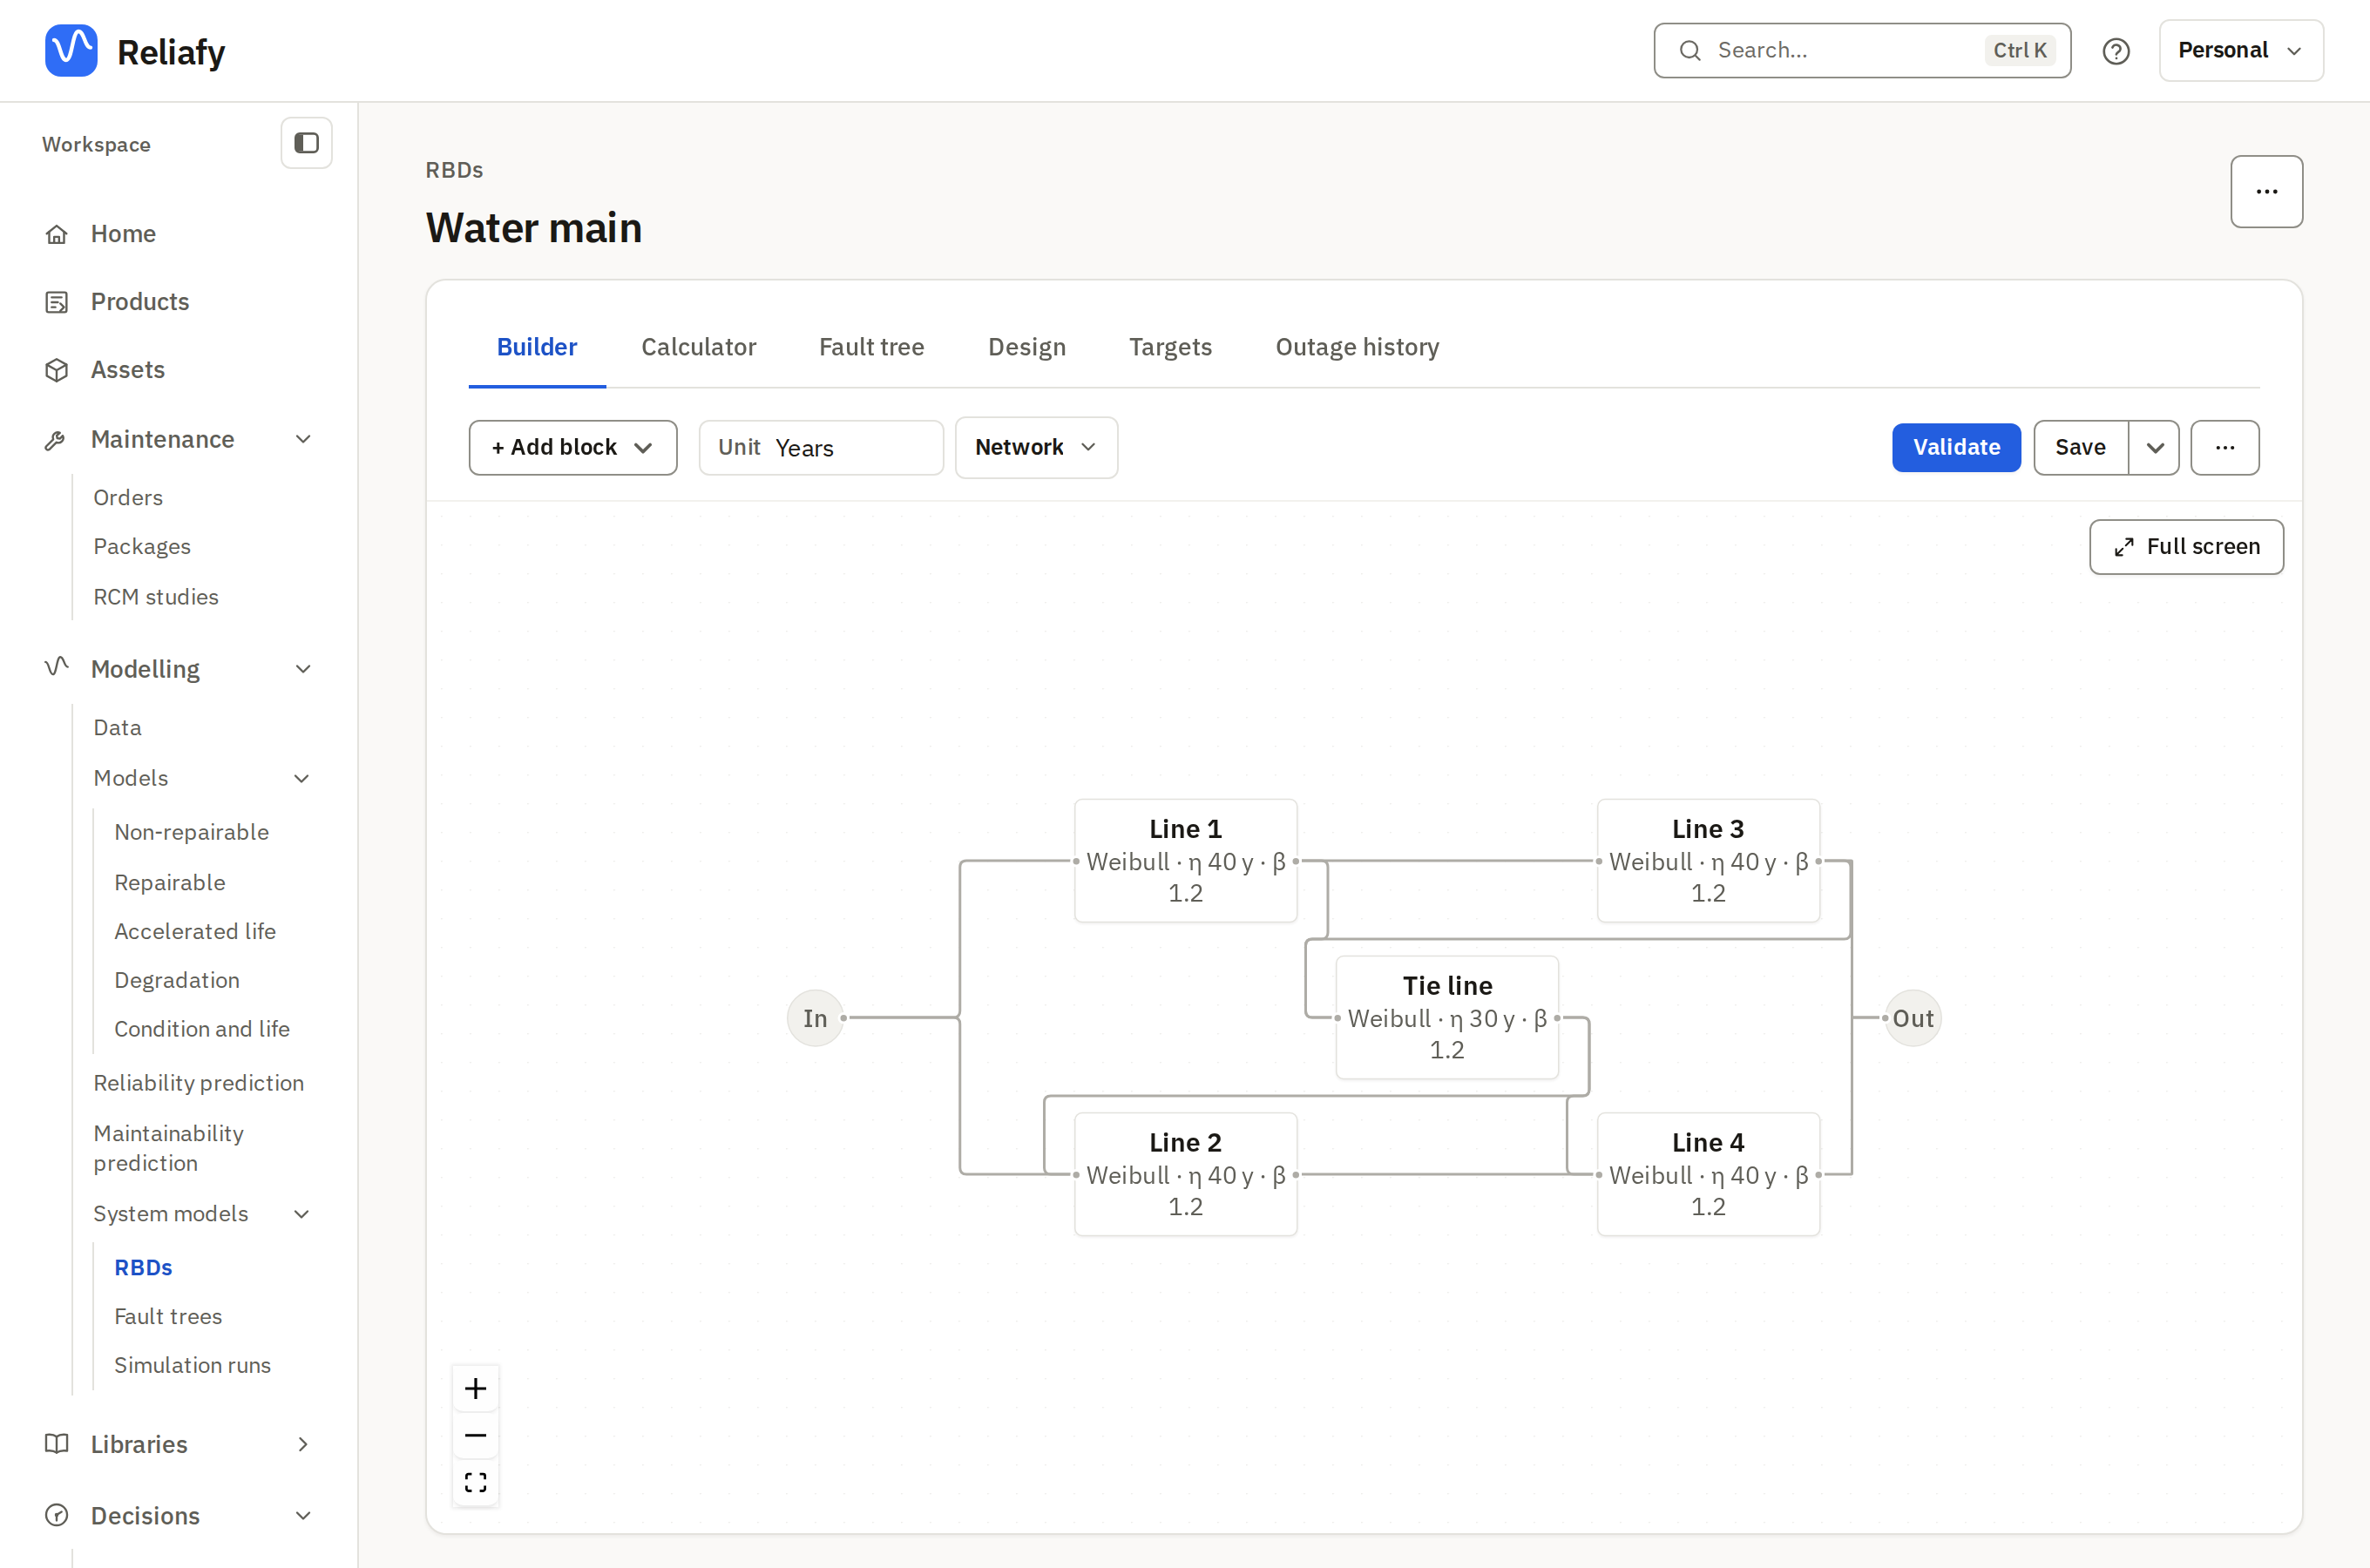 Reliafy
Search...
Ctrl K
Personal
Workspace
Home
Products
Assets
Maintenance
Orders
Packages
RCM studies
Modelling
Data
Models
Non-repairable
Repairable
Accelerated life
Degradation
Condition and life
Reliability prediction
Maintainability
prediction
System models
RBDs
Fault trees
Simulation runs
Libraries
Decisions
RBDs
Water main
Builder
Calculator
Fault tree
Design
Targets
Outage history
+ Add block
Unit Years
Network
Validate
Save
Full screen
Line 1
Weibull · η 40 y · β
1.2
Line 3
Weibull · η 40 y · β
1.2
In
Tie line
Weibull · η 30 y · β
1.2
Out
Line 2
Weibull · η 40 y · β
1.2
Line 4
Weibull · η 40 y · β
1.2